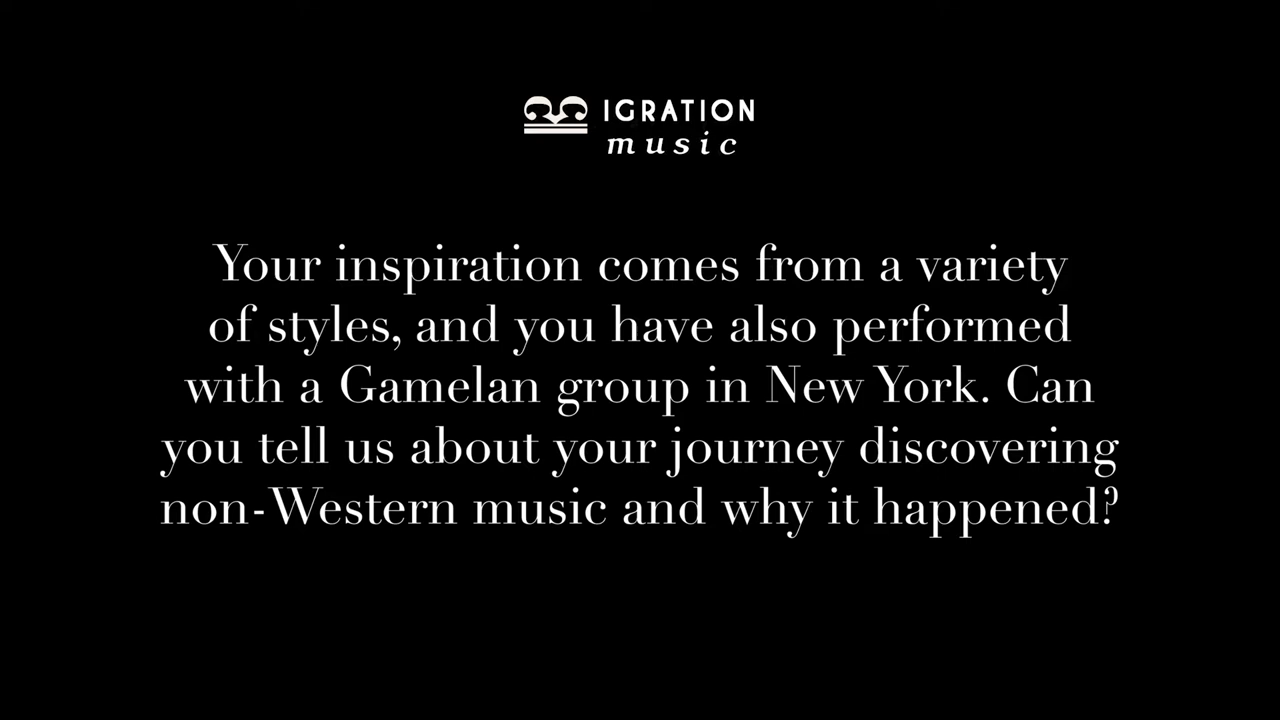 IGRATION
music
Your inspiration comes from a variety
of styles, and you have also performed
with a Gamelan group in New York. Can
you tell us about your journey discovering
non-Western music and why it happened?